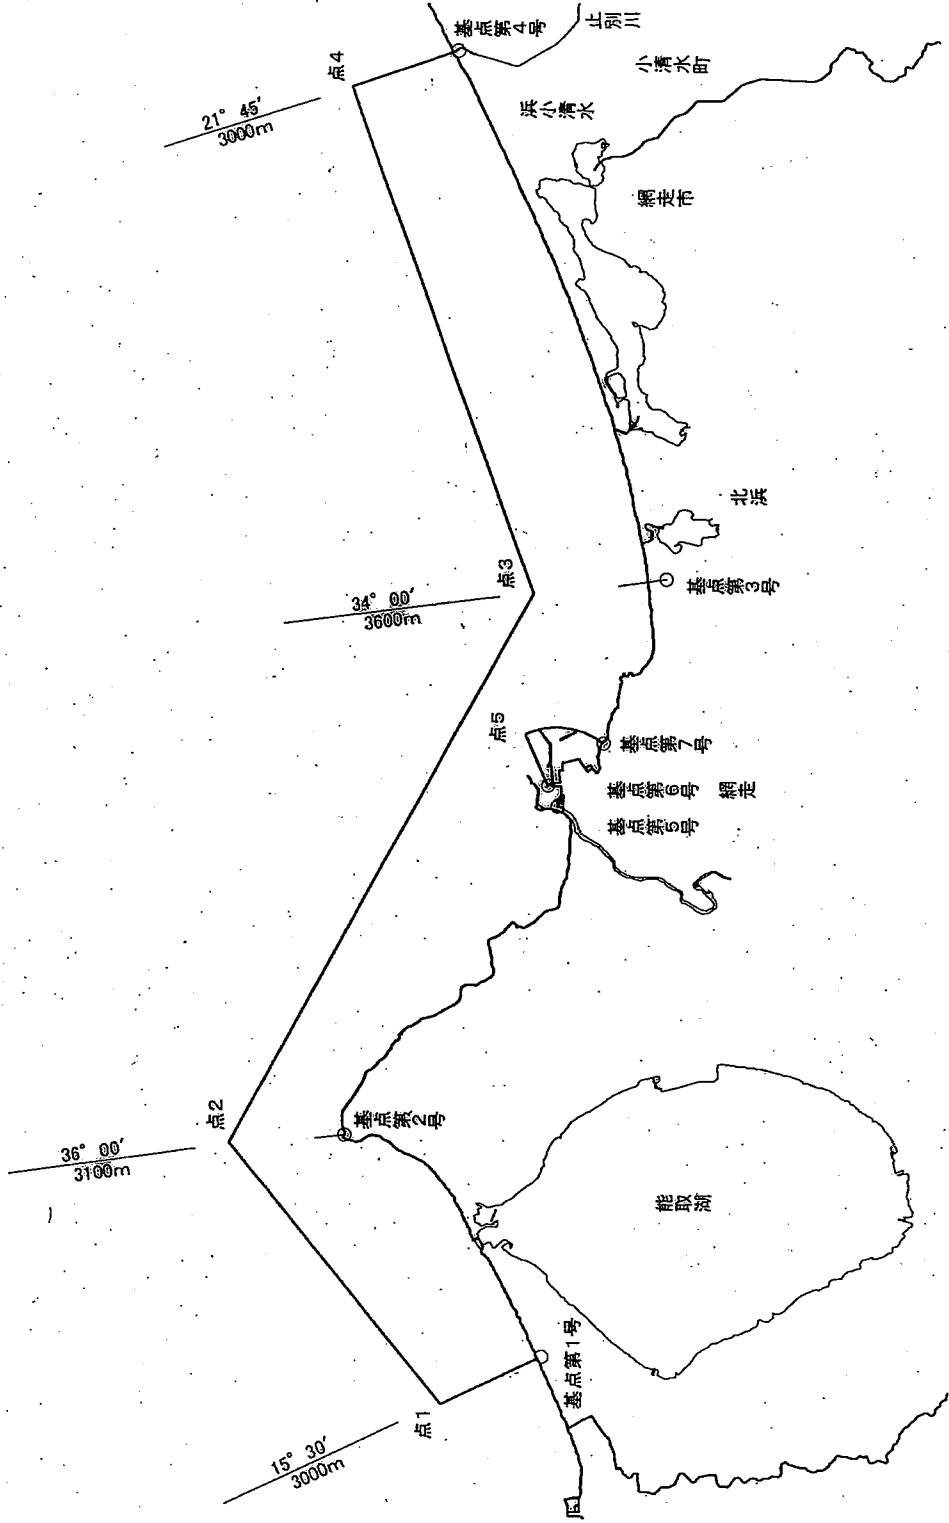 基点第4号
止別川
点4
小清水町
21° 45′
3000m
浜小清水
網走市
北浜
点3
34° 00′
3600m
基点第3号
点5
基点第7号
基点第6号
網走
基点第5号
点2
基点第2号
36° 00′
3100m
能取湖
基点第1号
点1
15° 30′
3000m